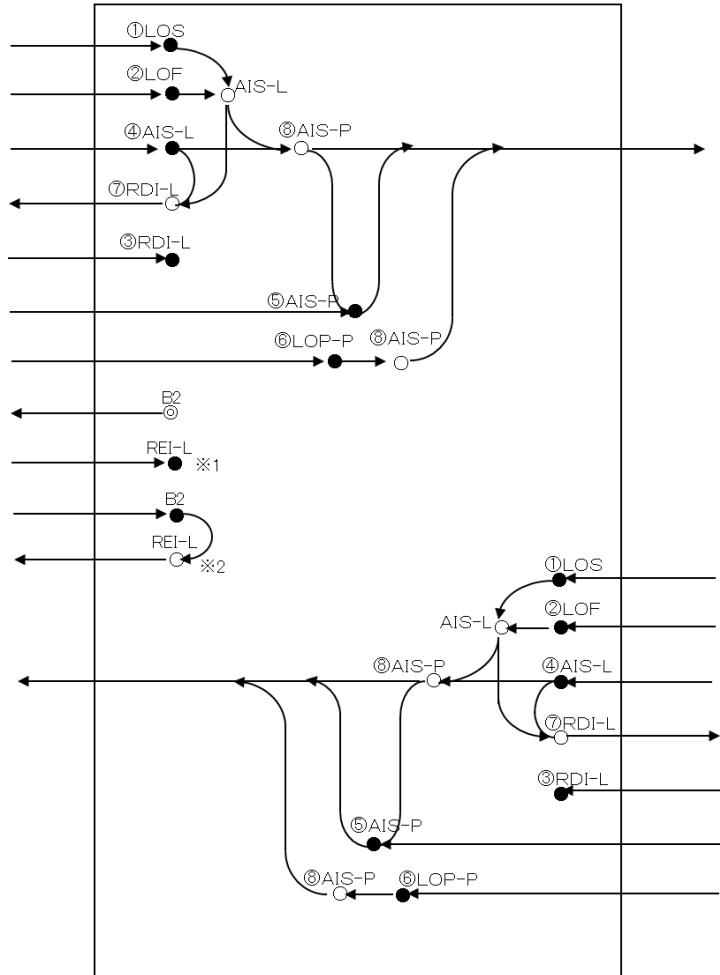 ①LOS
②LOF
AIS-L
④AIS-L
⑧AIS-P
⑦RDI-L
③RDI-L
⑤AIS-P
⑥LOP-P
⑧AIS-P
B2
REI-L
※1
B2
REI-L
※2
①LOS
②LOF
AIS-L
⑧AIS-P
④AIS-L
⑦RDI-L
③RDI-L
⑤AIS-P
⑧AIS-P
⑥LOP-P